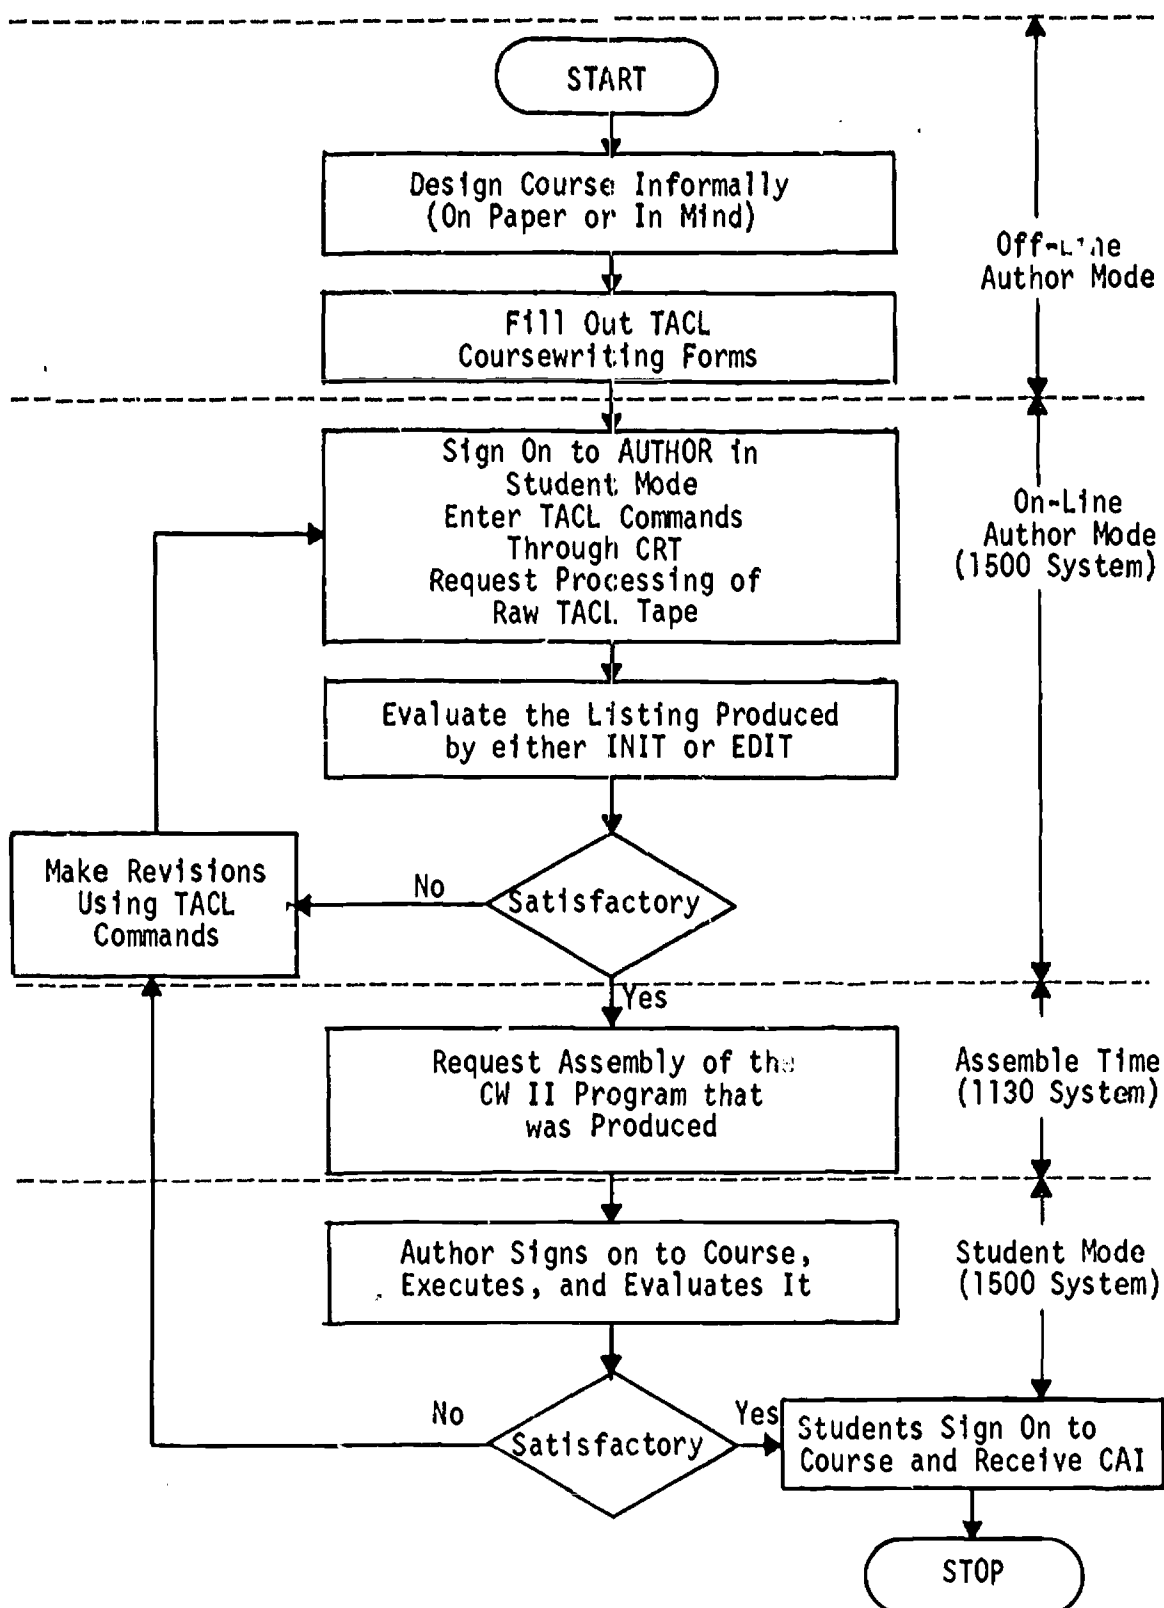 START
Design Course Informally
(On Paper or In Mind)
Fill Out TACL
Coursewriting Forms
Off-Line
Author Mode
Sign On to AUTHOR in
Student Mode
Enter TACL Commands
Through CRT
Request Processing of
Raw TACL Tape
On-Line
Author Mode
(1500 System)
Evaluate the Listing Produced
by either INIT or EDIT
Make Revisions
Using TACL
Commands
No
Satisfactory
Yes
Request Assembly of the
CW II Program that
was Produced
Assemble Time
(1130 System)
Author Signs on to Course,
Executes, and Evaluates It
Student Mode
(1500 System)
No
Satisfactory
Yes
Students Sign On to
Course and Receive CAI
STOP